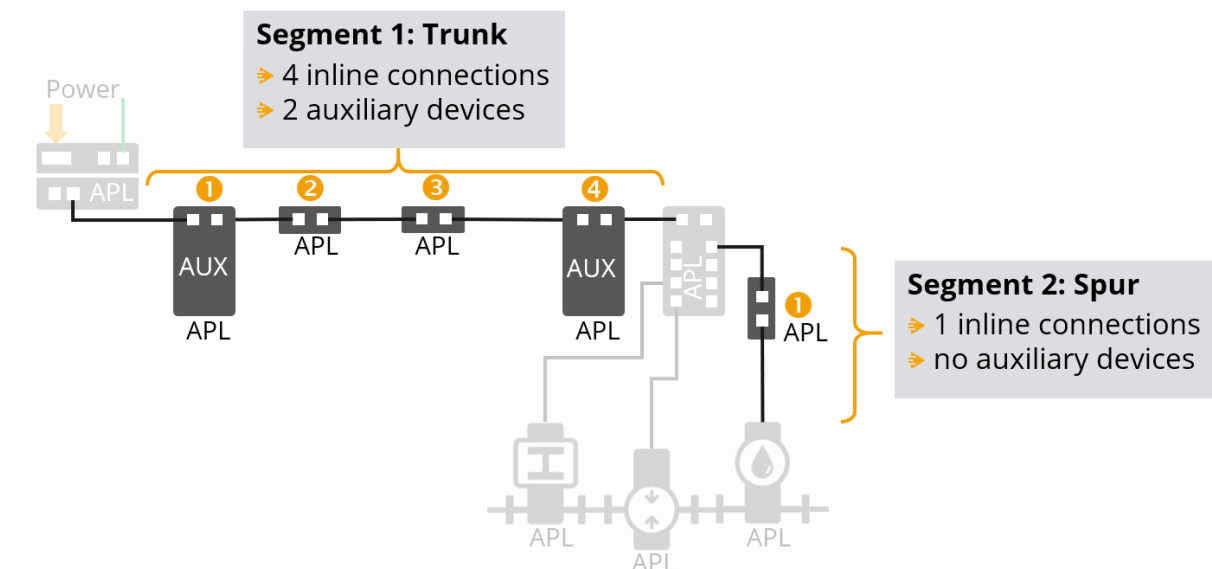 Segment 1: Trunk
4 inline connections
2 auxiliary devices
Power
APL
1
2
3
4
AUX
APL
APL
APL
AUX
APL
APL
1
APL
Segment 2: Spur
1 inline connections
no auxiliary devices
APL
APL
APL